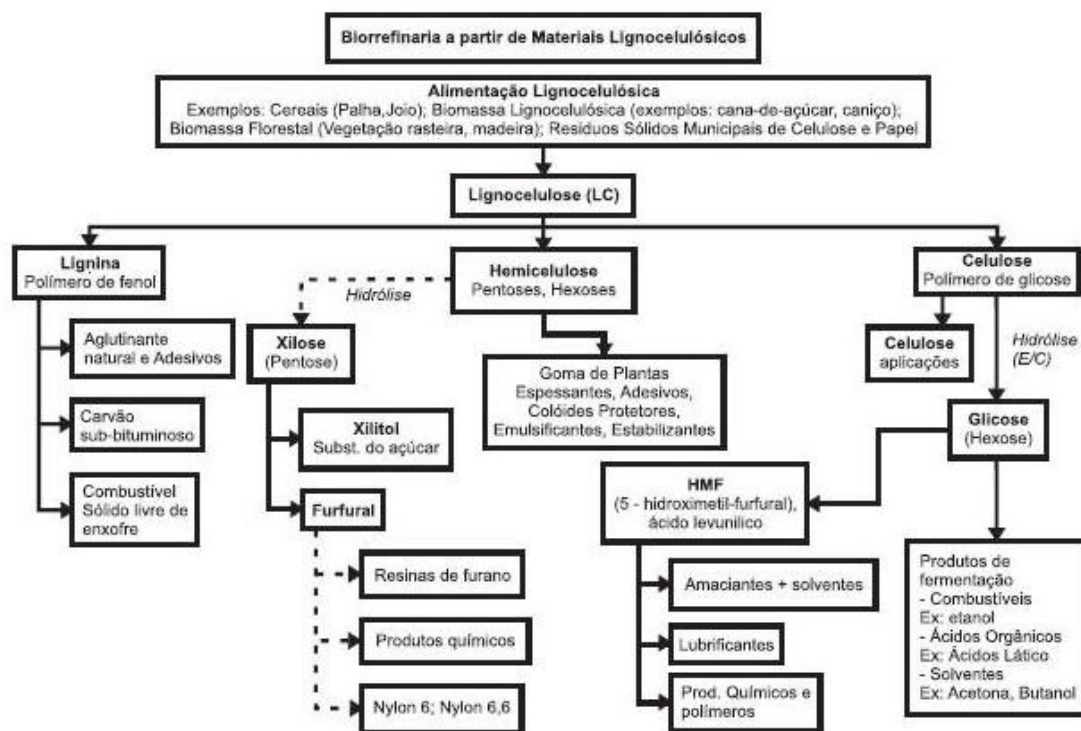 Biorrefinaria a partir de Materiais Lignocelulósicos
Alimentação Lignocelulósica
Exemplos: Cereais (Palha,Joio); Biomassa Lignocelulósica (exemplos: cana-de-açúcar, caniço);
Biomassa Florestal (Vegetação rasteira, madeira); Resíduos Sólidos Municipais de Celulose e Papel
Lignocelulose (LC)
Lignina
Polímero de fenol
Aglutinante
natural e Adesivos
Carvão
sub-bituminoso
Combustível
Sólido livre de
enxofre
Hidrólise
Xilose
(Pentose)
Xilitol
Subst. do açúcar
Furfural
Resinas de furano
Produtos químicos
Nylon 6; Nylon 6,6
Hemicelulose
Pentoses, Hexoses
Goma de Plantas
Espessantes, Adesivos,
Colóides Protetores,
Emulsificantes, Estabilizantes
Celulose
Polímero de glicose
Celulose
aplicações
Hidrólise
(E/C)
Glicose
(Hexose)
HMF
(5 - hidroximetil-furfural),
ácido levunilico
Amaciantes + solventes
Lubrificantes
Prod. Químicos e
polímeros
Produtos de
fermentação
- Combustíveis
Ex: etanol
- Ácidos Orgânicos
Ex: Ácidos Lático
- Solventes
Ex: Acetona, Butanol